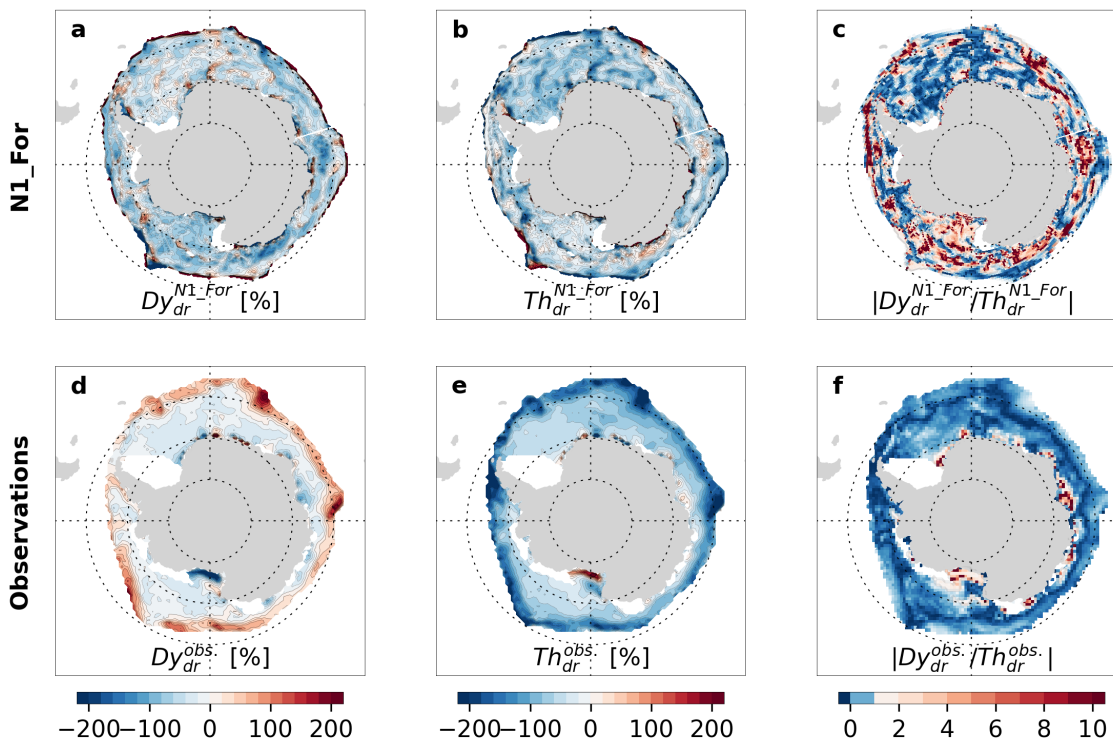 a
b
c
N1_For
Dy_dr^N1_For [%]
Th_dr^N1_For [%]
|Dy_dr^N1_For/Th_dr^N1_For|
d
e
f
Observations
Dy_dr^obs. [%]
Th_dr^obs. [%]
|Dy_dr^obs./Th_dr^obs.|
−200 −100 0 100 200
−200 −100 0 100 200
0 2 4 6 8 10